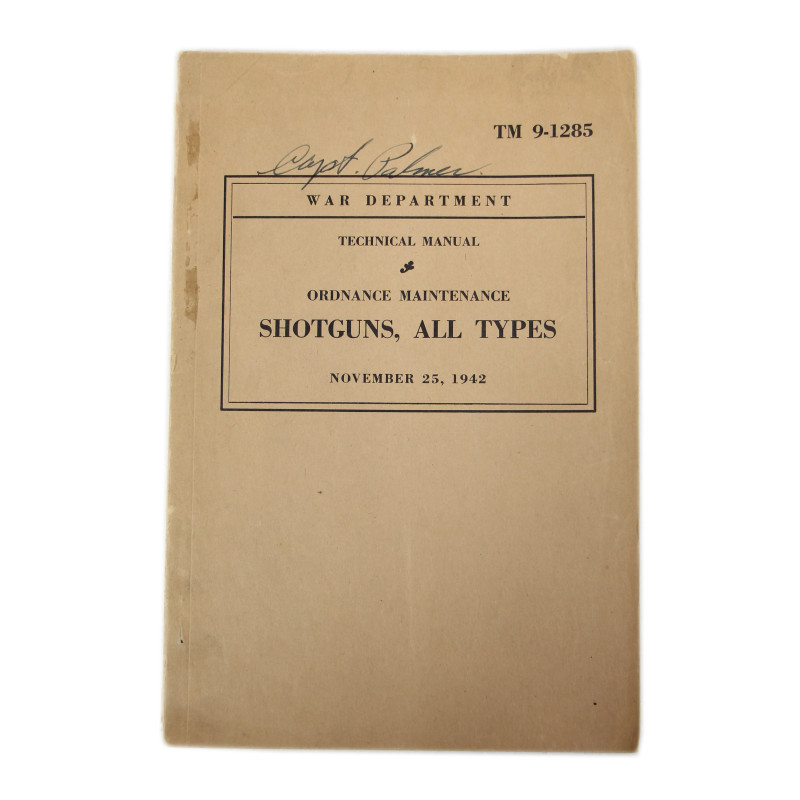 TM 9-1285
Capt. Palmer.
WAR DEPARTMENT
TECHNICAL MANUAL
ORDNANCE MAINTENANCE
SHOTGUNS, ALL TYPES
NOVEMBER 25, 1942